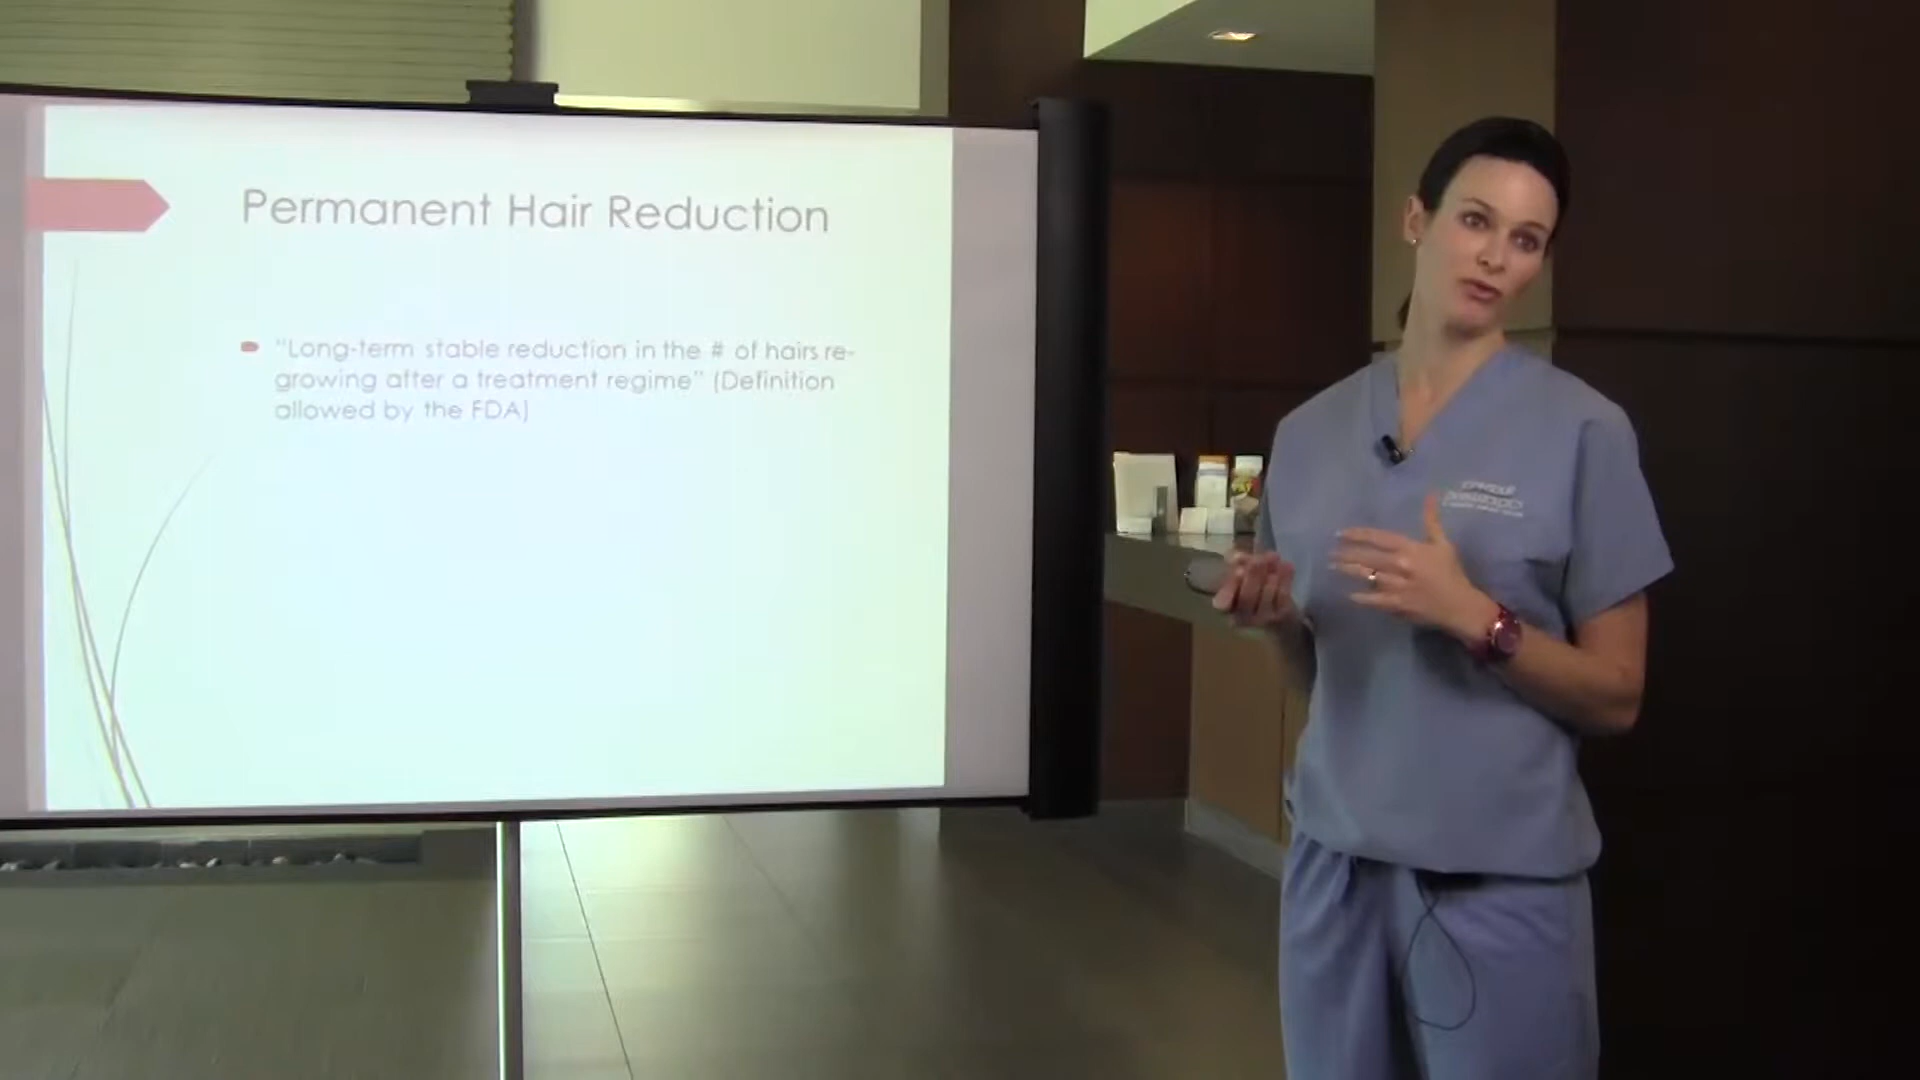 Permanent Hair Reduction
"Long-term stable reduction in the # of hairs re-
growing after a treatment regime" (Definition
allowed by the FDA)
DERMATOLOGY